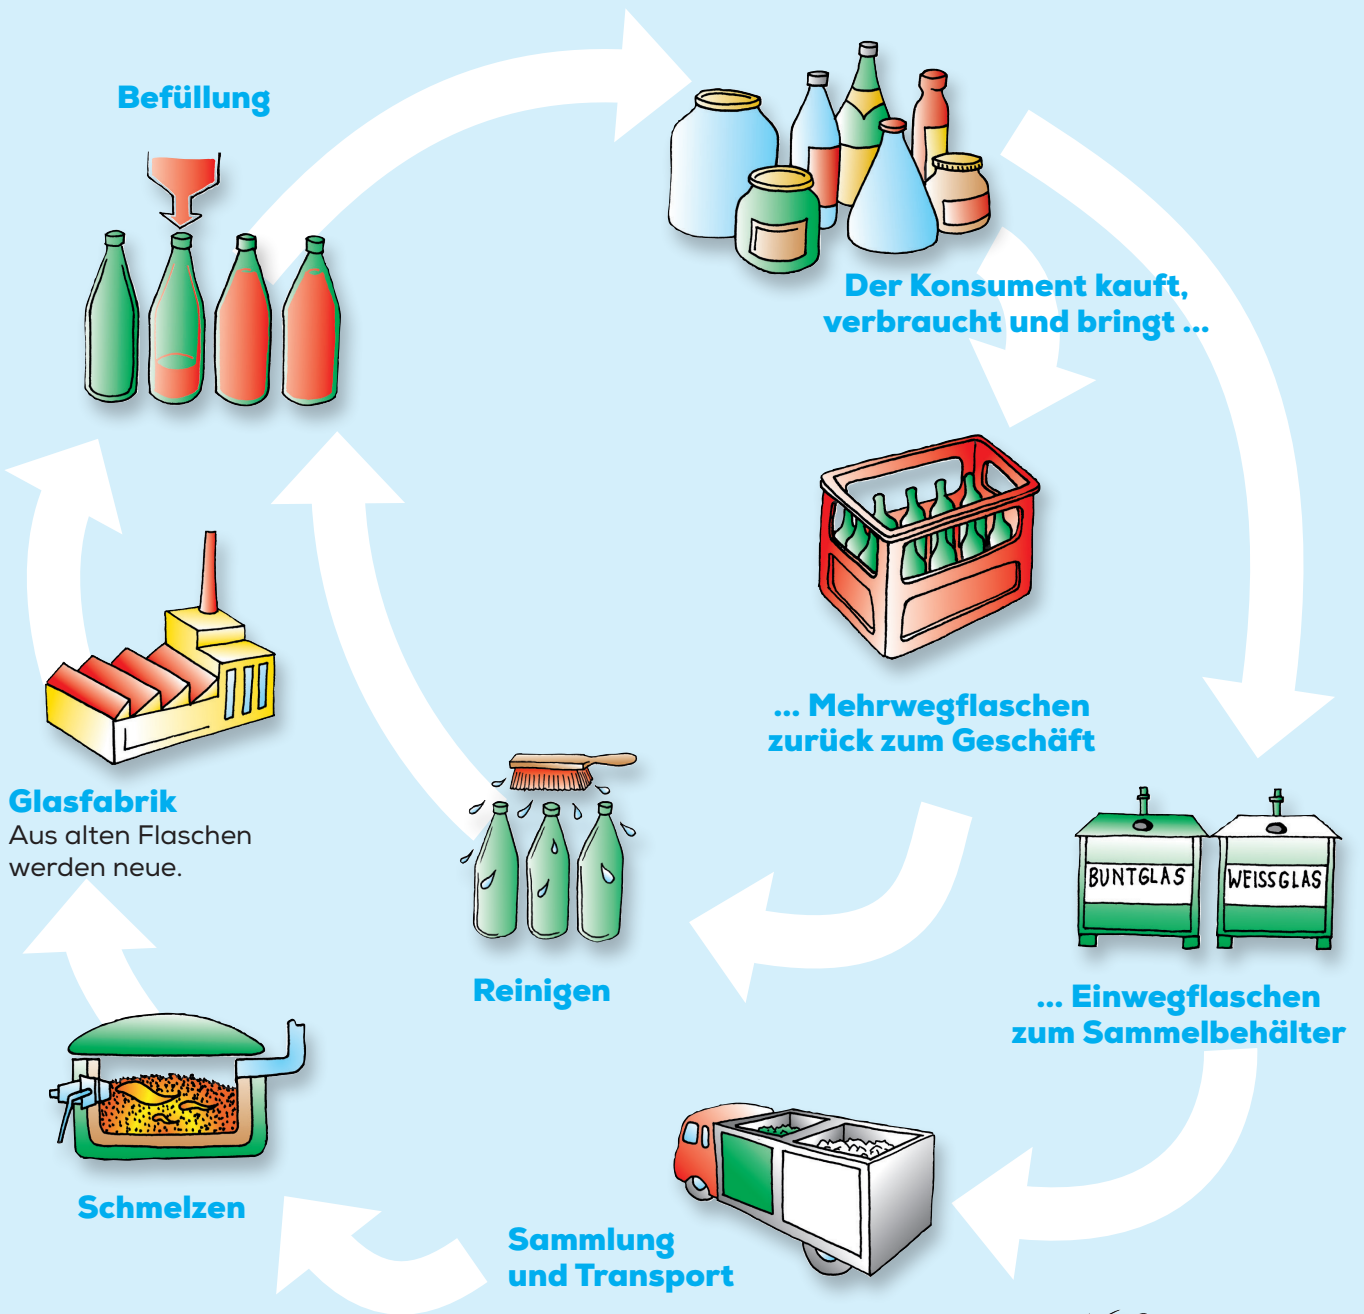 Befüllung
Der Konsument kauft,
verbraucht und bringt ...
... Mehrwegflaschen
zurück zum Geschäft
BUNTGLAS
WEISSGLAS
... Einwegflaschen
zum Sammelbehälter
Sammlung
und Transport
Schmelzen
Glasfabrik
Aus alten Flaschen
werden neue.
Reinigen